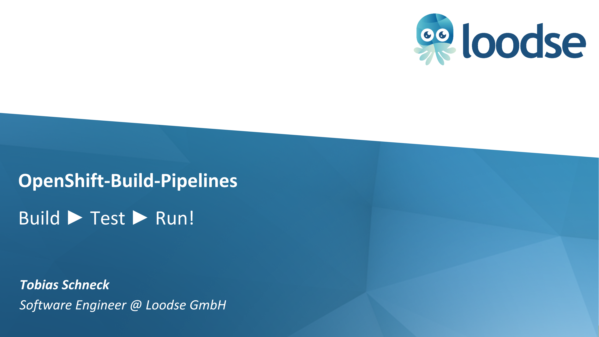 loodse
OpenShift-Build-Pipelines
Build ► Test ► Run!
Tobias Schneck
Software Engineer @ Loodse GmbH